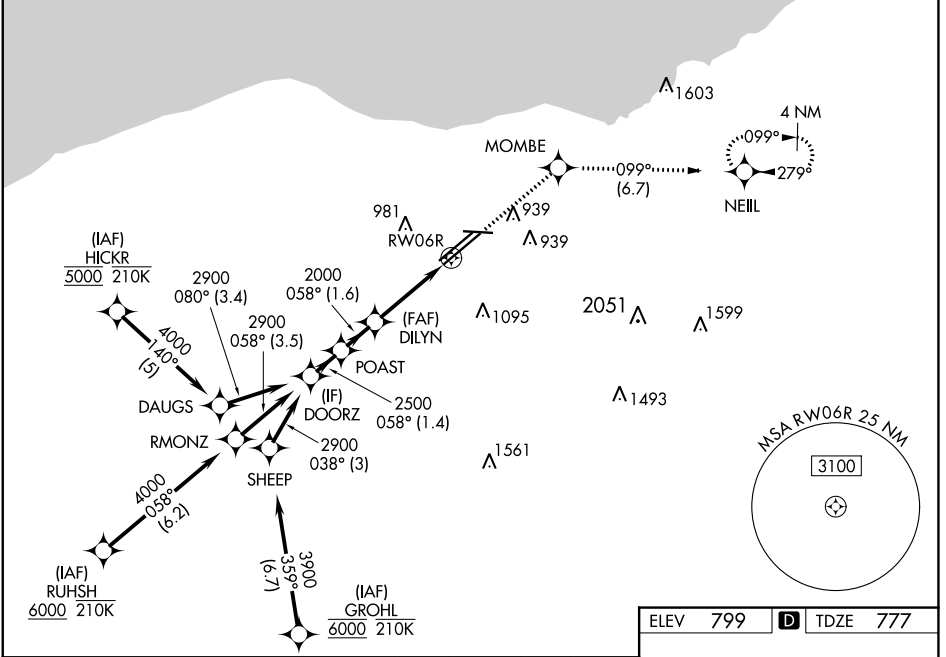 1603
4 NM
099°
279°
NEIIL
MOMBE
099°
(6.7)
981
939
RW06R
939
(IAF)
HICKR
5000 210K
2900
080° (3.4)
2000
058° (1.6)
2900
058° (3.5)
(FAF)
DILYN
1095
2051
1599
4000
140°
(5)
POAST
DAUGS
(IF)
DOORZ
2500
058° (1.4)
1493
RMONZ
2900
038° (3)
SHEEP
1561
MSA RW06R 25 NM
3100
4000
058°
(6.2)
3900
359°
(6.7)
(IAF)
RUHSH
6000 210K
(IAF)
GROHL
6000 210K
ELEV 799 D TDZE 777